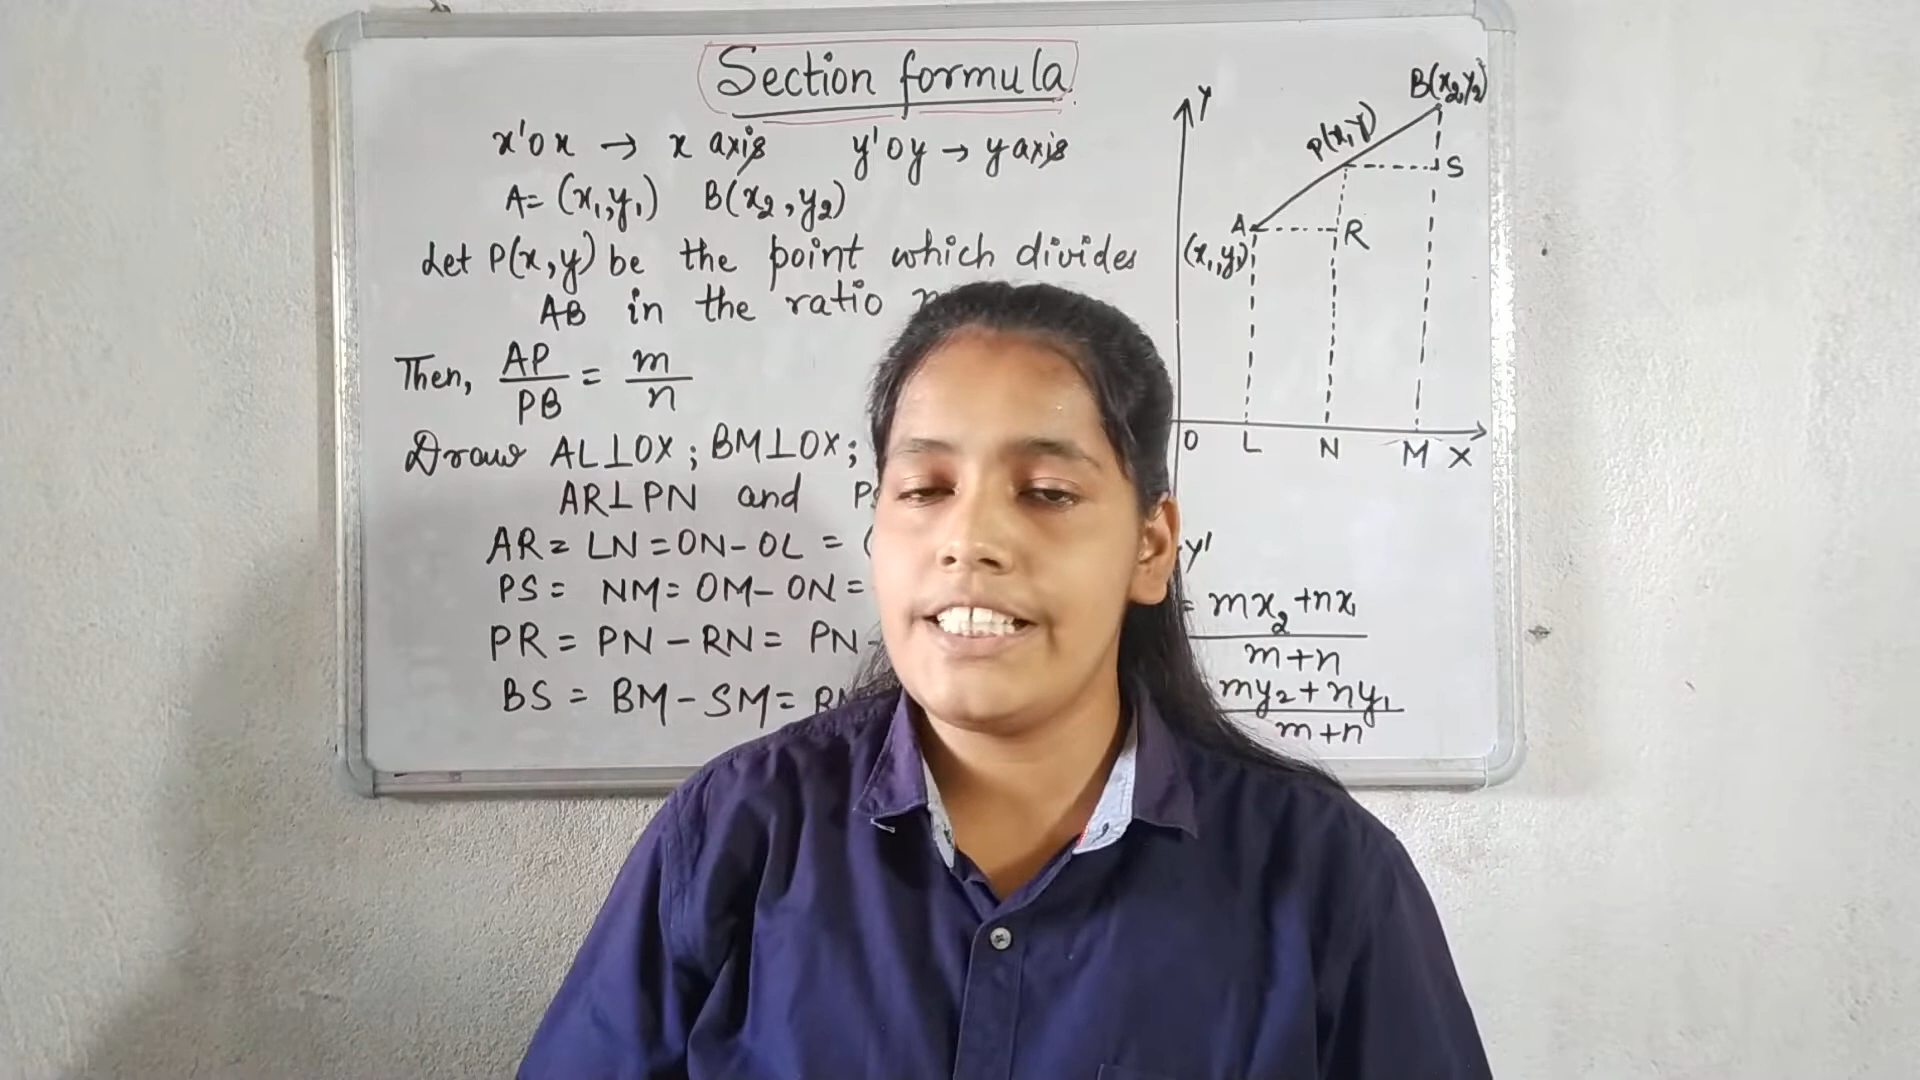 Section formula
x'ox → x axis y'oy → y axis
A= (x₁,y₁) B(x₂,y₂)
Let P(x,y) be the point which divides
AB in the ratio
Then, AP/PB = m/n
Draw AL⊥OX; BM⊥OX;
AR⊥PN and
AR= LN=ON-OL = (
PS= NM= OM-ON=
PR= PN-RN= PN-
BS = BM-SM=
Y
B(x₂,y₂)
P(x,y)
S
A
R
(x₁,y₁)
O L N M X
y'
= mx₂+nx₁
m+n
my₂+ny₁
m+n